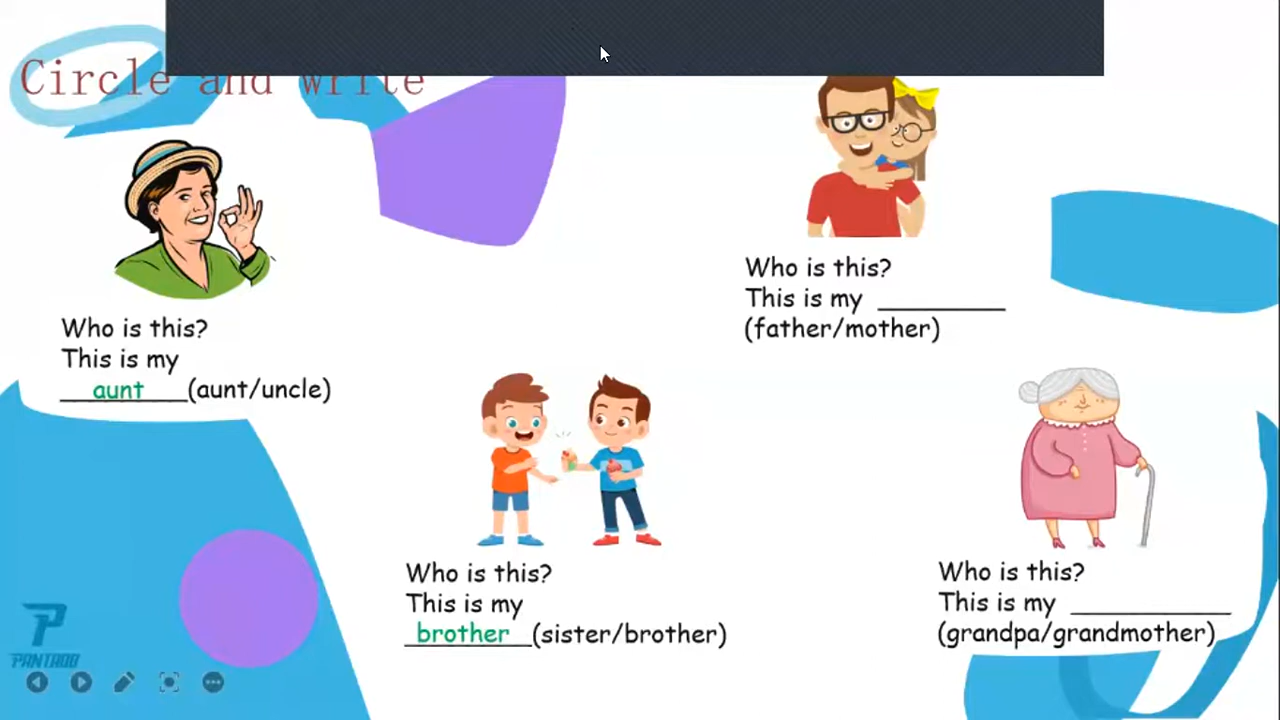 Circle and write
Who is this?
This is my
aunt (aunt/uncle)
Who is this?
This is my ________
(father/mother)
Who is this?
This is my
brother (sister/brother)
Who is this?
This is my __________
(grandpa/grandmother)
PANTADO